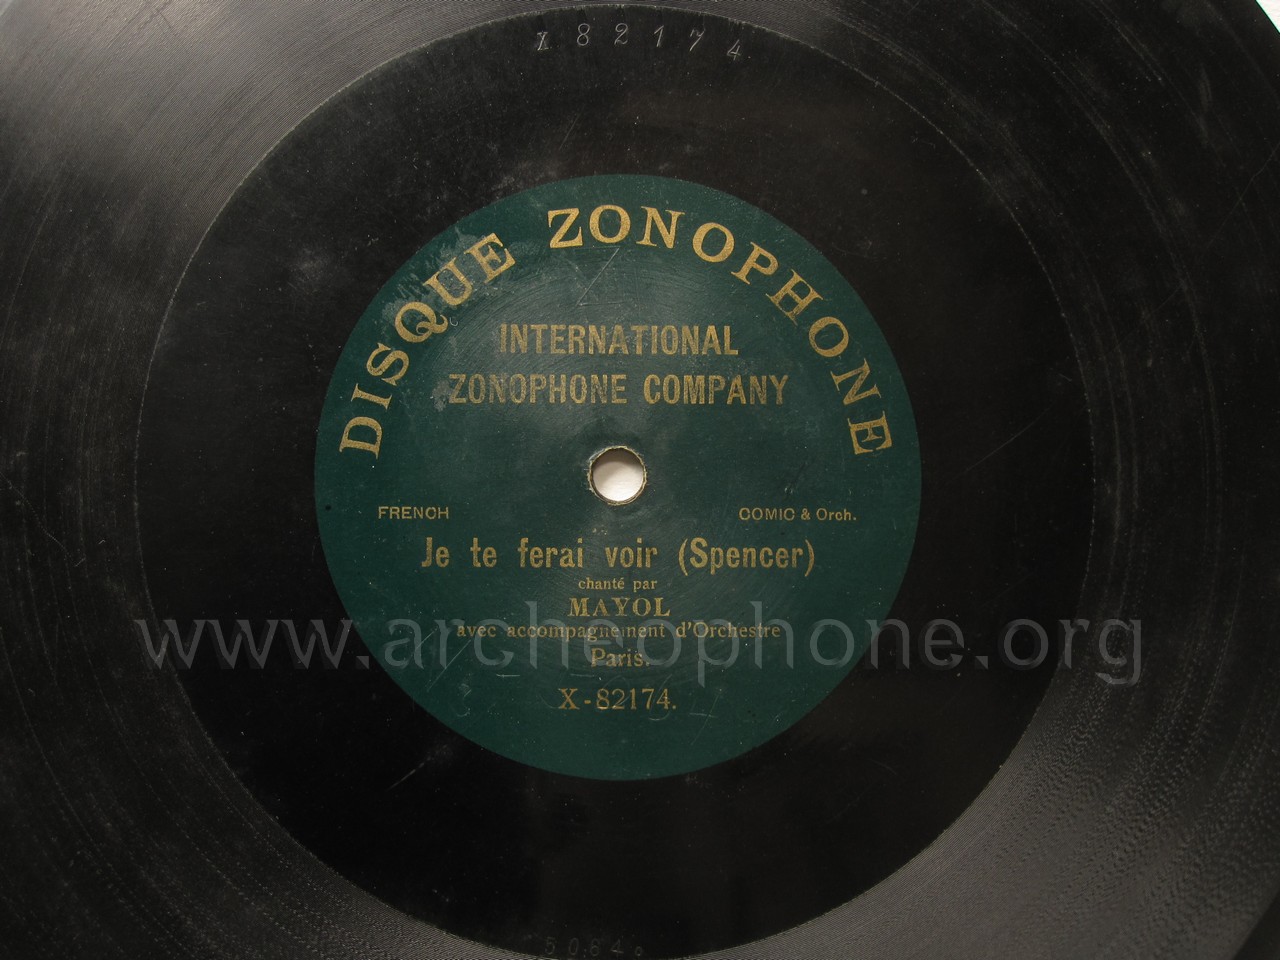 X 82174
DISQUE ZONOPHONE
INTERNATIONAL
ZONOPHONE COMPANY
FRENCH
COMIC & Orch.
Je te ferai voir (Spencer)
chanté par
MAYOL
avec accompagnement d'Orchestre
www.archeophone.org
Paris.
X-82174.